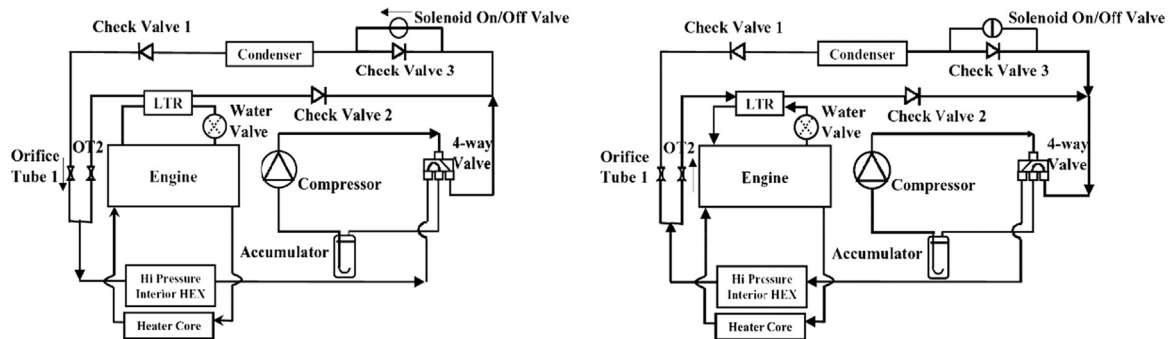 Solenoid On/Off Valve
Check Valve 1
Condenser
Check Valve 3
LTR
Water
Valve
Check Valve 2
Orifice
Tube 1
OT2
Engine
Compressor
4-way
Valve
Accumulator
Hi Pressure
Interior HEX
Heater Core
Solenoid On/Off Valve
Check Valve 1
Condenser
Check Valve 3
LTR
Water
Valve
Check Valve 2
Orifice
Tube 1
OT2
Engine
Compressor
4-way
Valve
Accumulator
Hi Pressure
Interior HEX
Heater Core